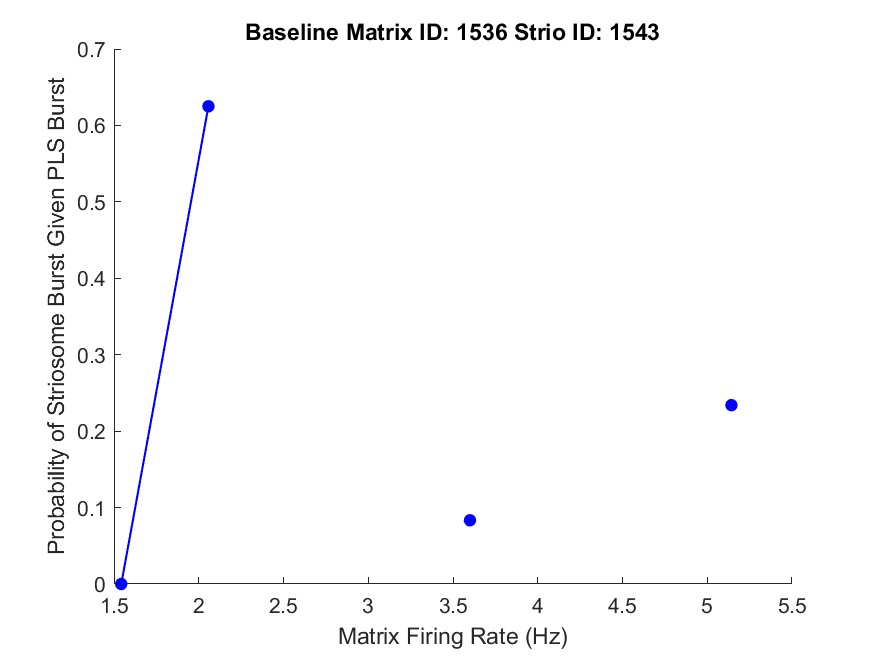 Baseline Matrix ID: 1536 Strio ID: 1543
Probability of Striosome Burst Given PLS Burst
0.7
0.6
0.5
0.4
0.3
0.2
0.1
0
1.5 2 2.5 3 3.5 4 4.5 5 5.5
Matrix Firing Rate (Hz)